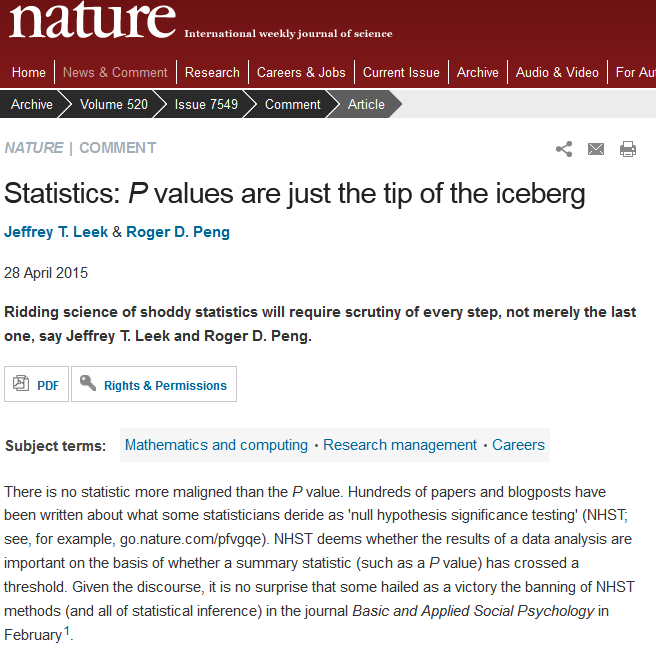 nature International weekly journal of science
Home News & Comment Research Careers & Jobs Current Issue Archive Audio & Video For Au
Archive Volume 520 Issue 7549 Comment Article
NATURE | COMMENT
Statistics: P values are just the tip of the iceberg
Jeffrey T. Leek & Roger D. Peng
28 April 2015
Ridding science of shoddy statistics will require scrutiny of every step, not merely the last
one, say Jeffrey T. Leek and Roger D. Peng.
PDF Rights & Permissions
Subject terms: Mathematics and computing • Research management • Careers
There is no statistic more maligned than the P value. Hundreds of papers and blogposts have
been written about what some statisticians deride as 'null hypothesis significance testing' (NHST;
see, for example, go.nature.com/pfvgqe). NHST deems whether the results of a data analysis are
important on the basis of whether a summary statistic (such as a P value) has crossed a
threshold. Given the discourse, it is no surprise that some hailed as a victory the banning of NHST
methods (and all of statistical inference) in the journal Basic and Applied Social Psychology in
February1.